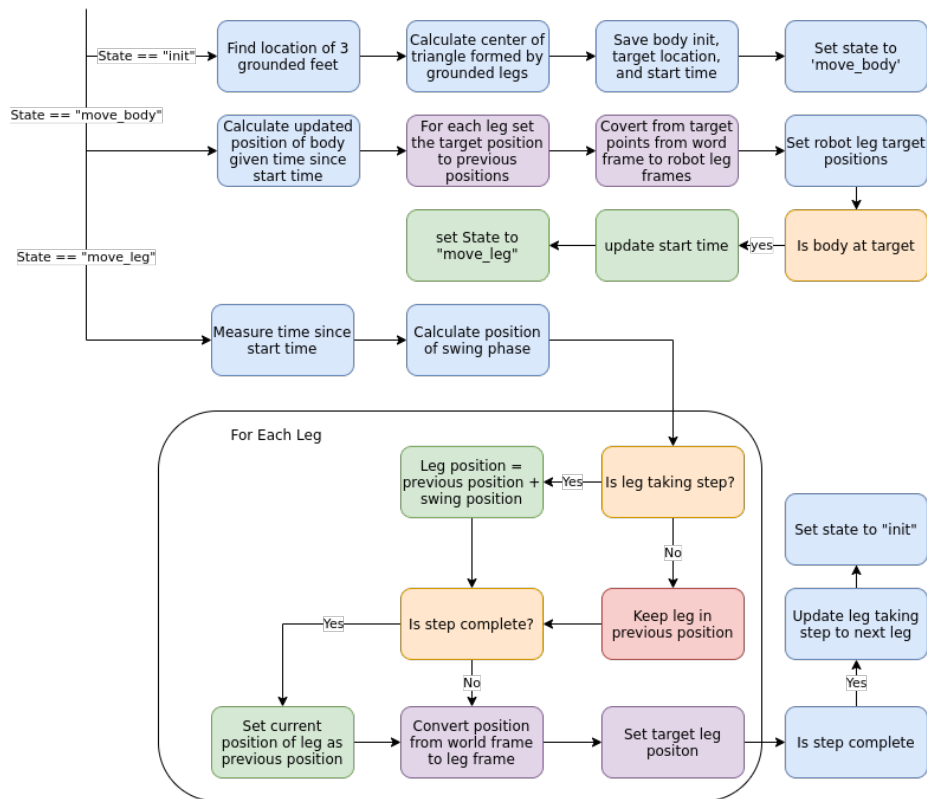 State == "init"
Find location of 3
grounded feet
Calculate center of
triangle formed by
grounded legs
Save body init,
target location,
and start time
Set state to
'move_body'
State == "move_body"
Calculate updated
position of body
given time since
start time
For each leg set
the target position
to previous
positions
Covert from target
points from word
frame to robot leg
frames
Set robot leg target
positions
Is body at target
yes
update start time
set State to
"move_leg"
State == "move_leg"
Measure time since
start time
Calculate position
of swing phase
For Each Leg
Is leg taking step?
Yes
Leg position =
previous position +
swing position
No
Keep leg in
previous position
Is step complete?
Yes
No
Set current
position of leg as
previous position
Convert position
from world frame
to leg frame
Set target leg
positon
Is step complete
Yes
Update leg taking
step to next leg
Set state to "init"